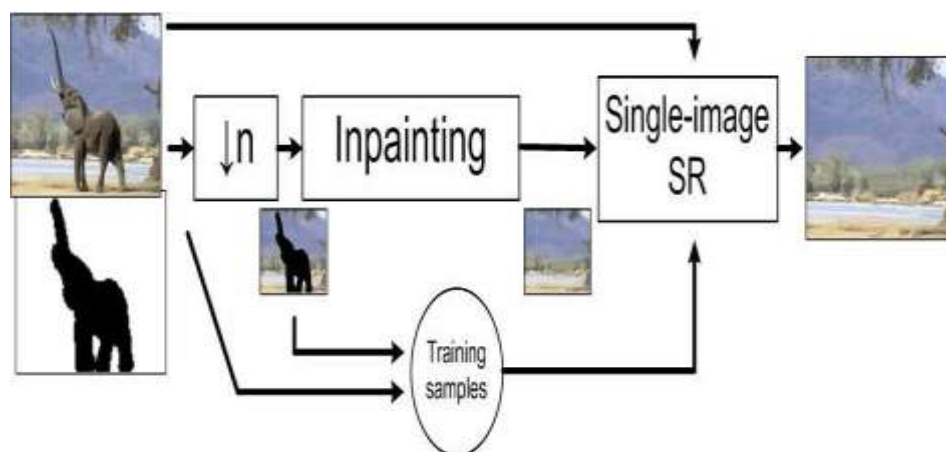 ↓n
Inpainting
Single-image
SR
Training
samples